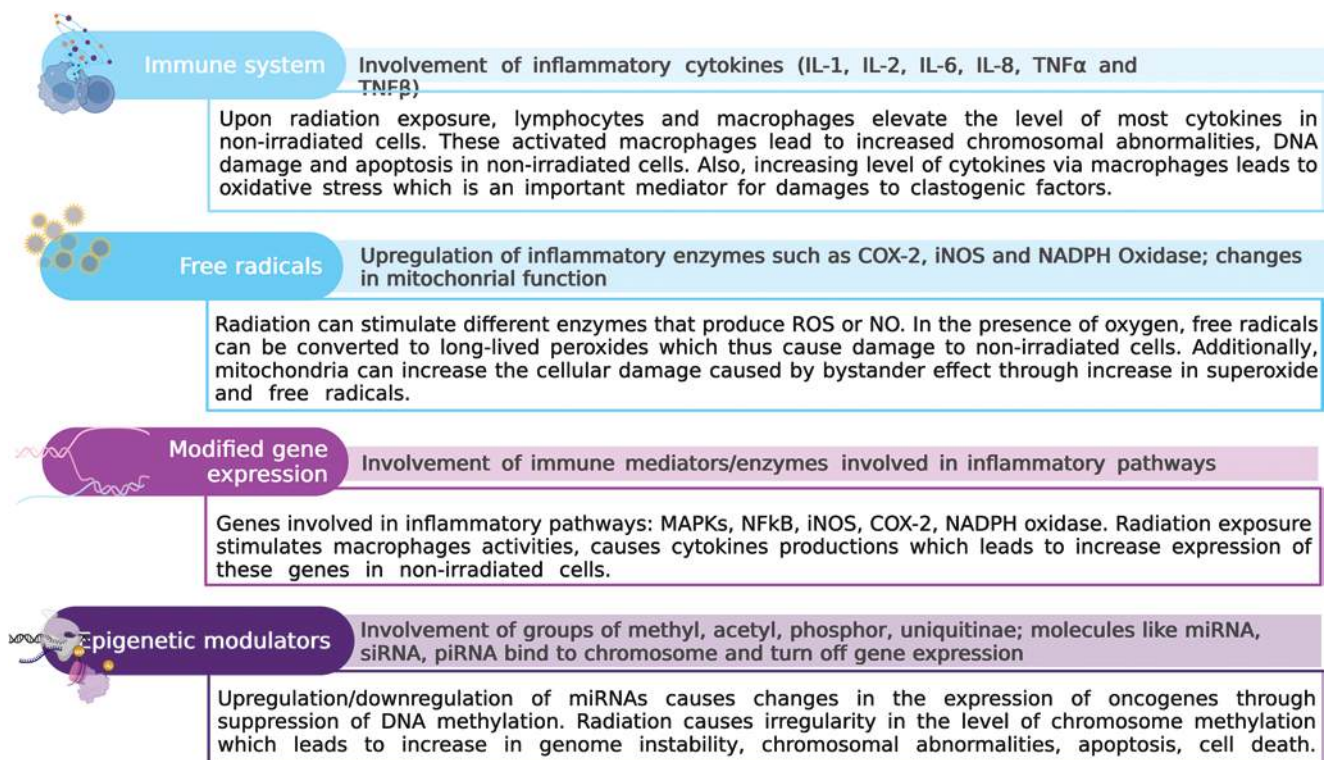 Immune system
Involvement of inflammatory cytokines (IL-1, IL-2, IL-6, IL-8, TNFα and
TNFβ)
Upon radiation exposure, lymphocytes and macrophages elevate the level of most cytokines in
non-irradiated cells. These activated macrophages lead to increased chromosomal abnormalities, DNA
damage and apoptosis in non-irradiated cells. Also, increasing level of cytokines via macrophages leads to
oxidative stress which is an important mediator for damages to clastogenic factors.
Free radicals
Upregulation of inflammatory enzymes such as COX-2, iNOS and NADPH Oxidase; changes
in mitochonrial function
Radiation can stimulate different enzymes that produce ROS or NO. In the presence of oxygen, free radicals
can be converted to long-lived peroxides which thus cause damage to non-irradiated cells. Additionally,
mitochondria can increase the cellular damage caused by bystander effect through increase in superoxide
and free radicals.
Modified gene
expression
Involvement of immune mediators/enzymes involved in inflammatory pathways
Genes involved in inflammatory pathways: MAPKs, NFkB, iNOS, COX-2, NADPH oxidase. Radiation exposure
stimulates macrophages activities, causes cytokines productions which leads to increase expression of
these genes in non-irradiated cells.
Epigenetic modulators
Involvement of groups of methyl, acetyl, phosphor, uniquitinae; molecules like miRNA,
siRNA, piRNA bind to chromosome and turn off gene expression
Upregulation/downregulation of miRNAs causes changes in the expression of oncogenes through
suppression of DNA methylation. Radiation causes irregularity in the level of chromosome methylation
which leads to increase in genome instability, chromosomal abnormalities, apoptosis, cell death.